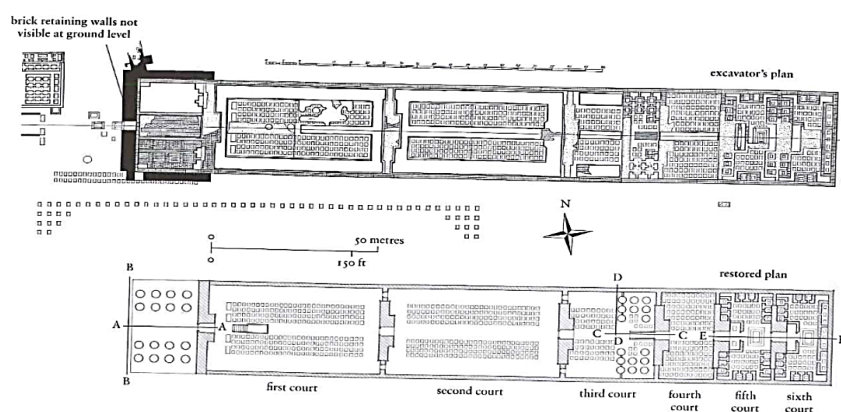 brick retaining walls not
visible at ground level
excavator's plan
N
50 metres
150 ft
restored plan
B
D
A
A
C
D
C
E
B
first court
second court
third court
fourth
court
fifth
court
sixth
court